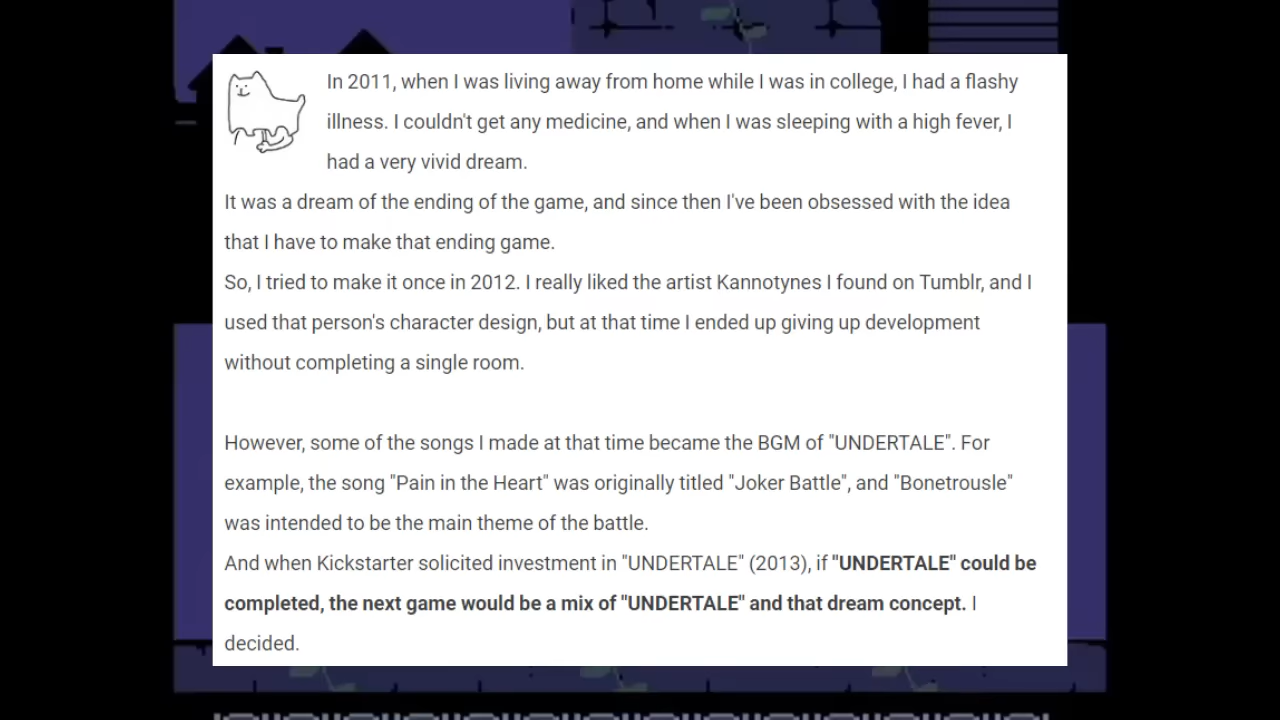 In 2011, when I was living away from home while I was in college, I had a flashy
illness. I couldn't get any medicine, and when I was sleeping with a high fever, I
had a very vivid dream.
It was a dream of the ending of the game, and since then I've been obsessed with the idea
that I have to make that ending game.
So, I tried to make it once in 2012. I really liked the artist Kannotynes I found on Tumblr, and I
used that person's character design, but at that time I ended up giving up development
without completing a single room.
However, some of the songs I made at that time became the BGM of "UNDERTALE". For
example, the song "Pain in the Heart" was originally titled "Joker Battle", and "Bonetrousle"
was intended to be the main theme of the battle.
And when Kickstarter solicited investment in "UNDERTALE" (2013), if "UNDERTALE" could be
completed, the next game would be a mix of "UNDERTALE" and that dream concept. I
decided.